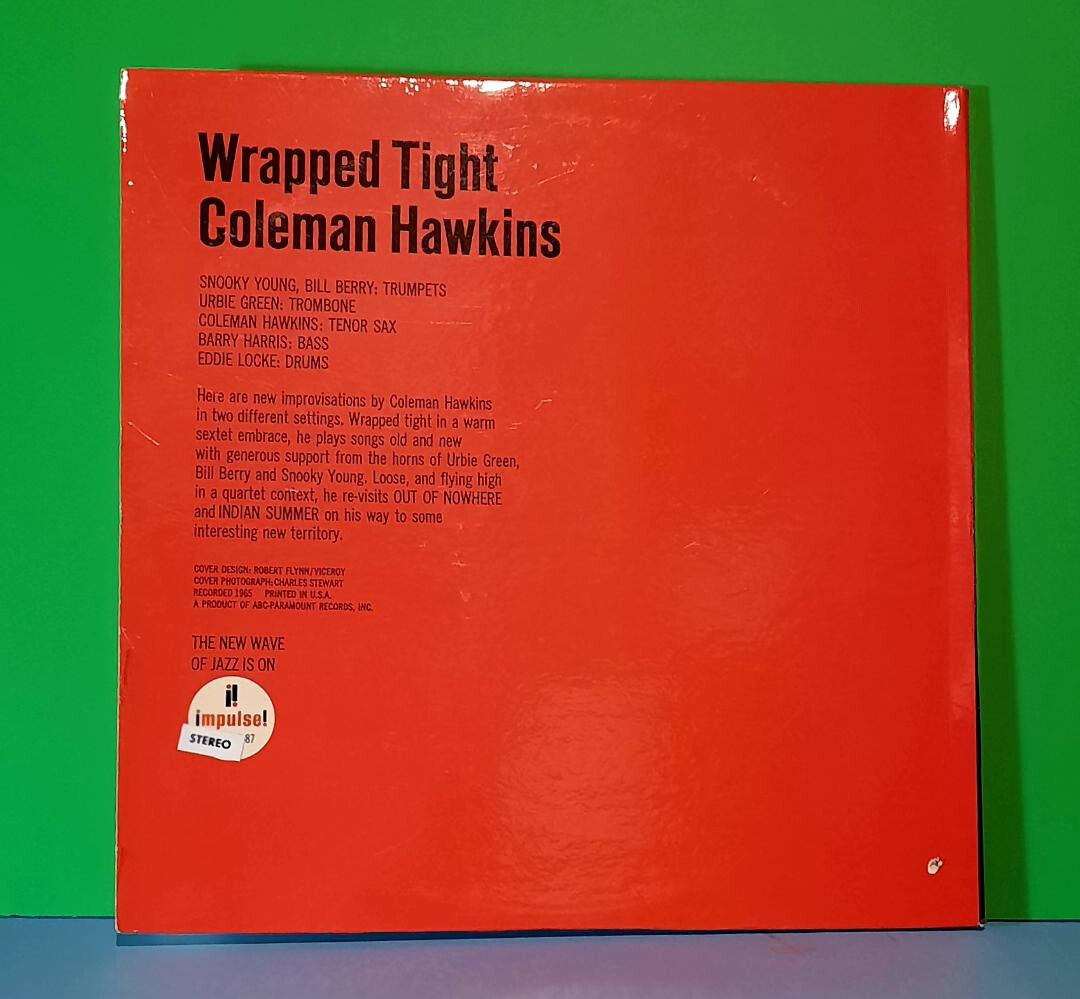 Wrapped Tight
Coleman Hawkins
SNOOKY YOUNG, BILL BERRY: TRUMPETS
URBIE GREEN: TROMBONE
COLEMAN HAWKINS: TENOR SAX
BARRY HARRIS: BASS
EDDIE LOCKE: DRUMS
Here are new improvisations by Coleman Hawkins
in two different settings. Wrapped tight in a warm
sextet embrace, he plays songs old and new
with generous support from the horns of Urbie Green,
Bill Berry and Snooky Young. Loose, and flying high
in a quartet context, he re-visits OUT OF NOWHERE
and INDIAN SUMMER on his way to some
interesting new territory.
COVER DESIGN: ROBERT FLYNN/VICEROY
COVER PHOTOGRAPH: CHARLES STEWART
RECORDED 1965 PRINTED IN U.S.A.
A PRODUCT OF ABC-PARAMOUNT RECORDS, INC.
THE NEW WAVE
OF JAZZ IS ON
i!
impulse!
STEREO 87